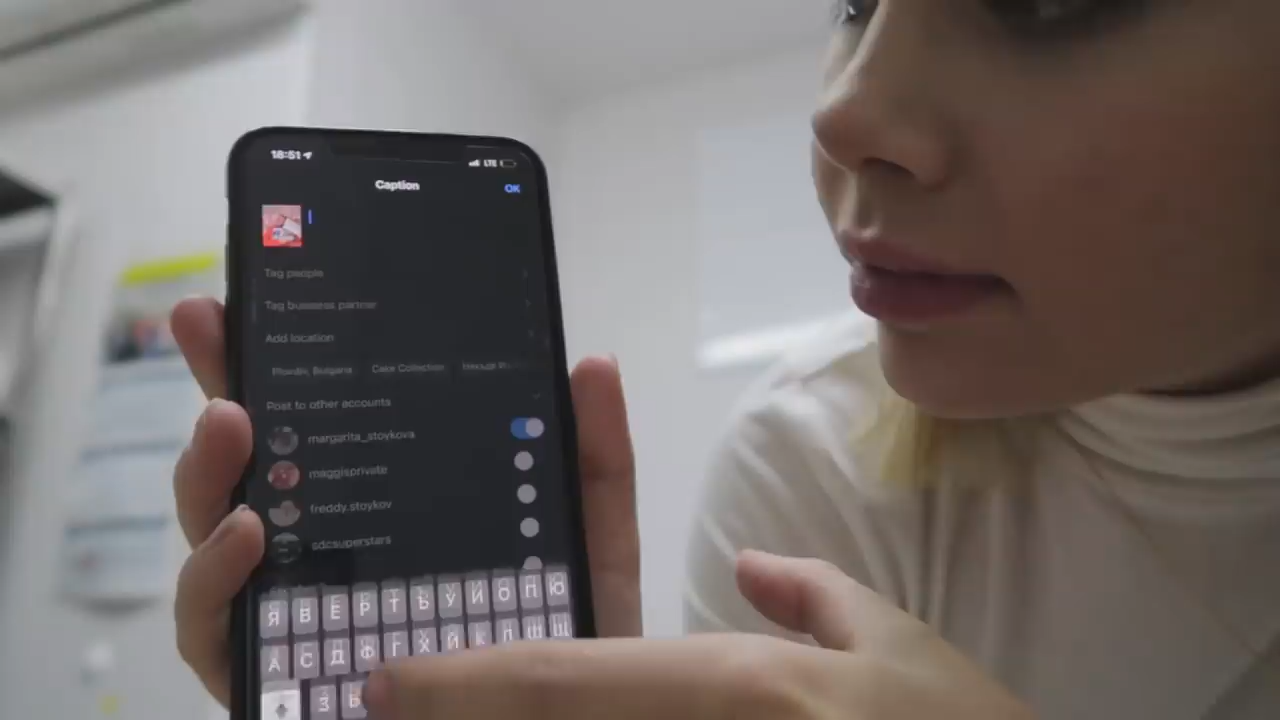 18:51 LTE
Caption OK
Tag people
Tag business partner
Add location
Plovdiv, Bulgaria Color Collection
Post to other accounts
margarita_stoykova
maggisprivate
freddy.stoykov
sdcsuperstars
Я В Е Р Т Ъ У И О П Ю
А С Д Ф Г Х Й К Л Ш Щ
З Ь